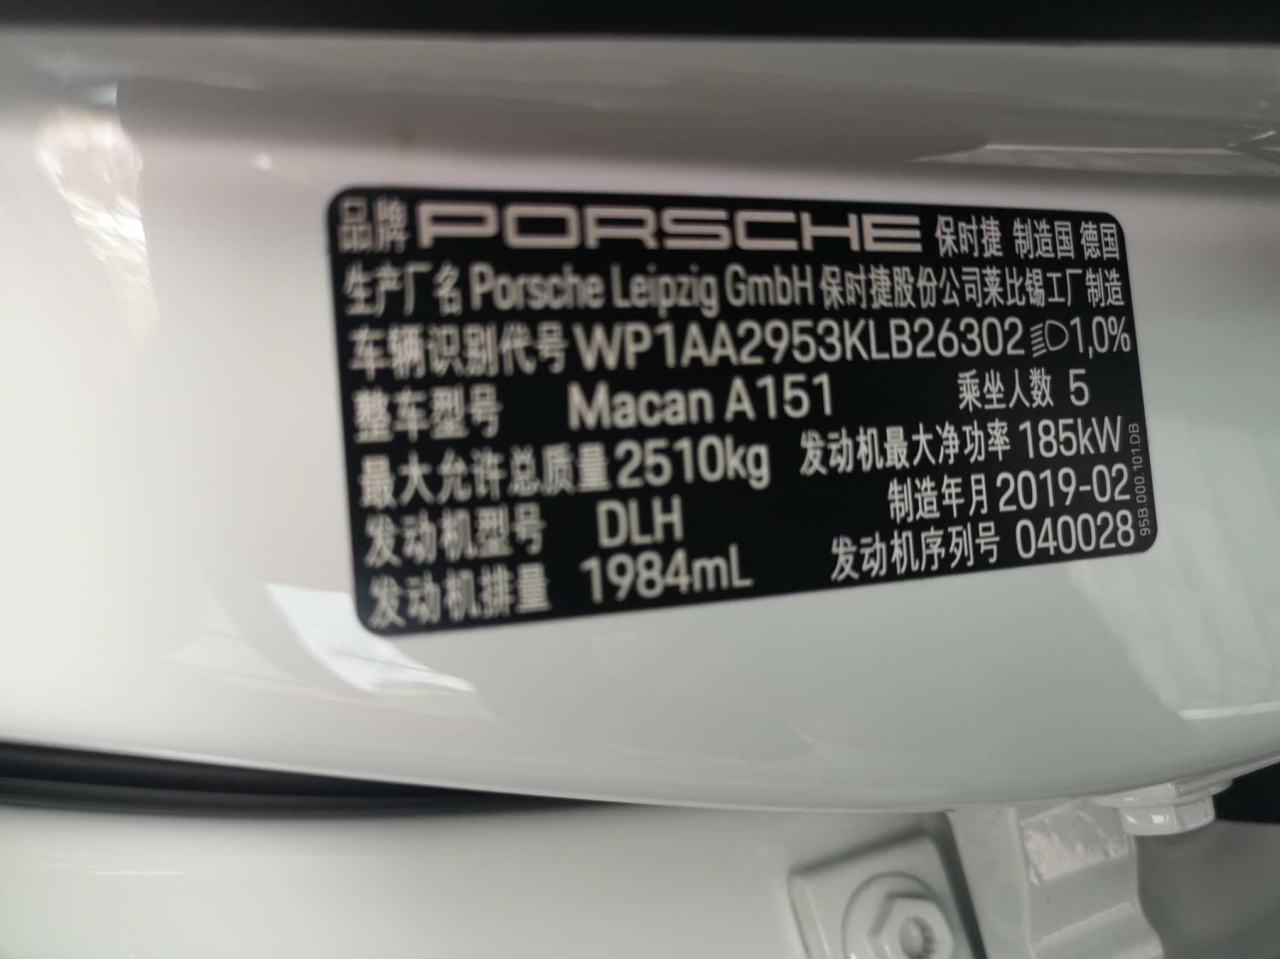 品牌 PORSCHE 保时捷 制造国 德国
生产厂名 Porsche Leipzig GmbH 保时捷股份公司莱比锡工厂制造
车辆识别代号 WP1AA2953KLB26302 1,0%
整车型号 Macan A151 乘坐人数 5
最大允许总质量 2510kg 发动机最大净功率 185kW
发动机型号 DLH 制造年月 2019-02
发动机排量 1984mL 发动机序列号 040028
95B.000.101.DB